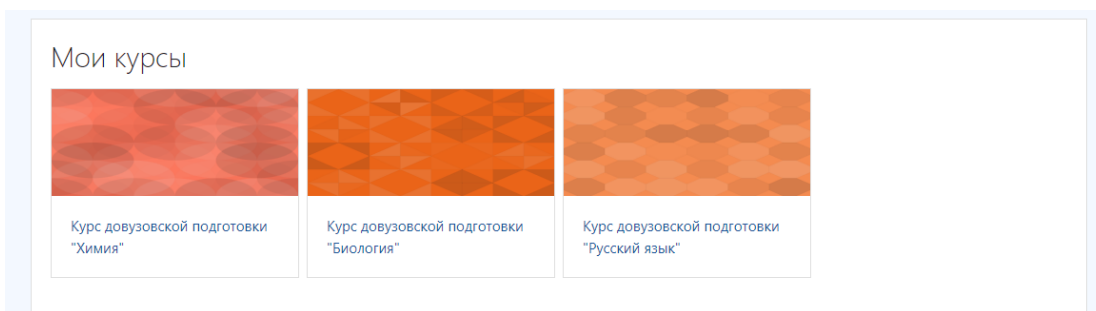 Мои курсы
Курс довузовской подготовки
"Химия"
Курс довузовской подготовки
"Биология"
Курс довузовской подготовки
"Русский язык"